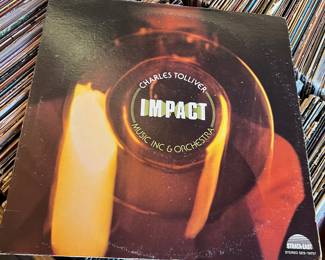 CHARLES TOLLIVER
IMPACT
MUSIC INC & ORCHESTRA
STRATA-EAST